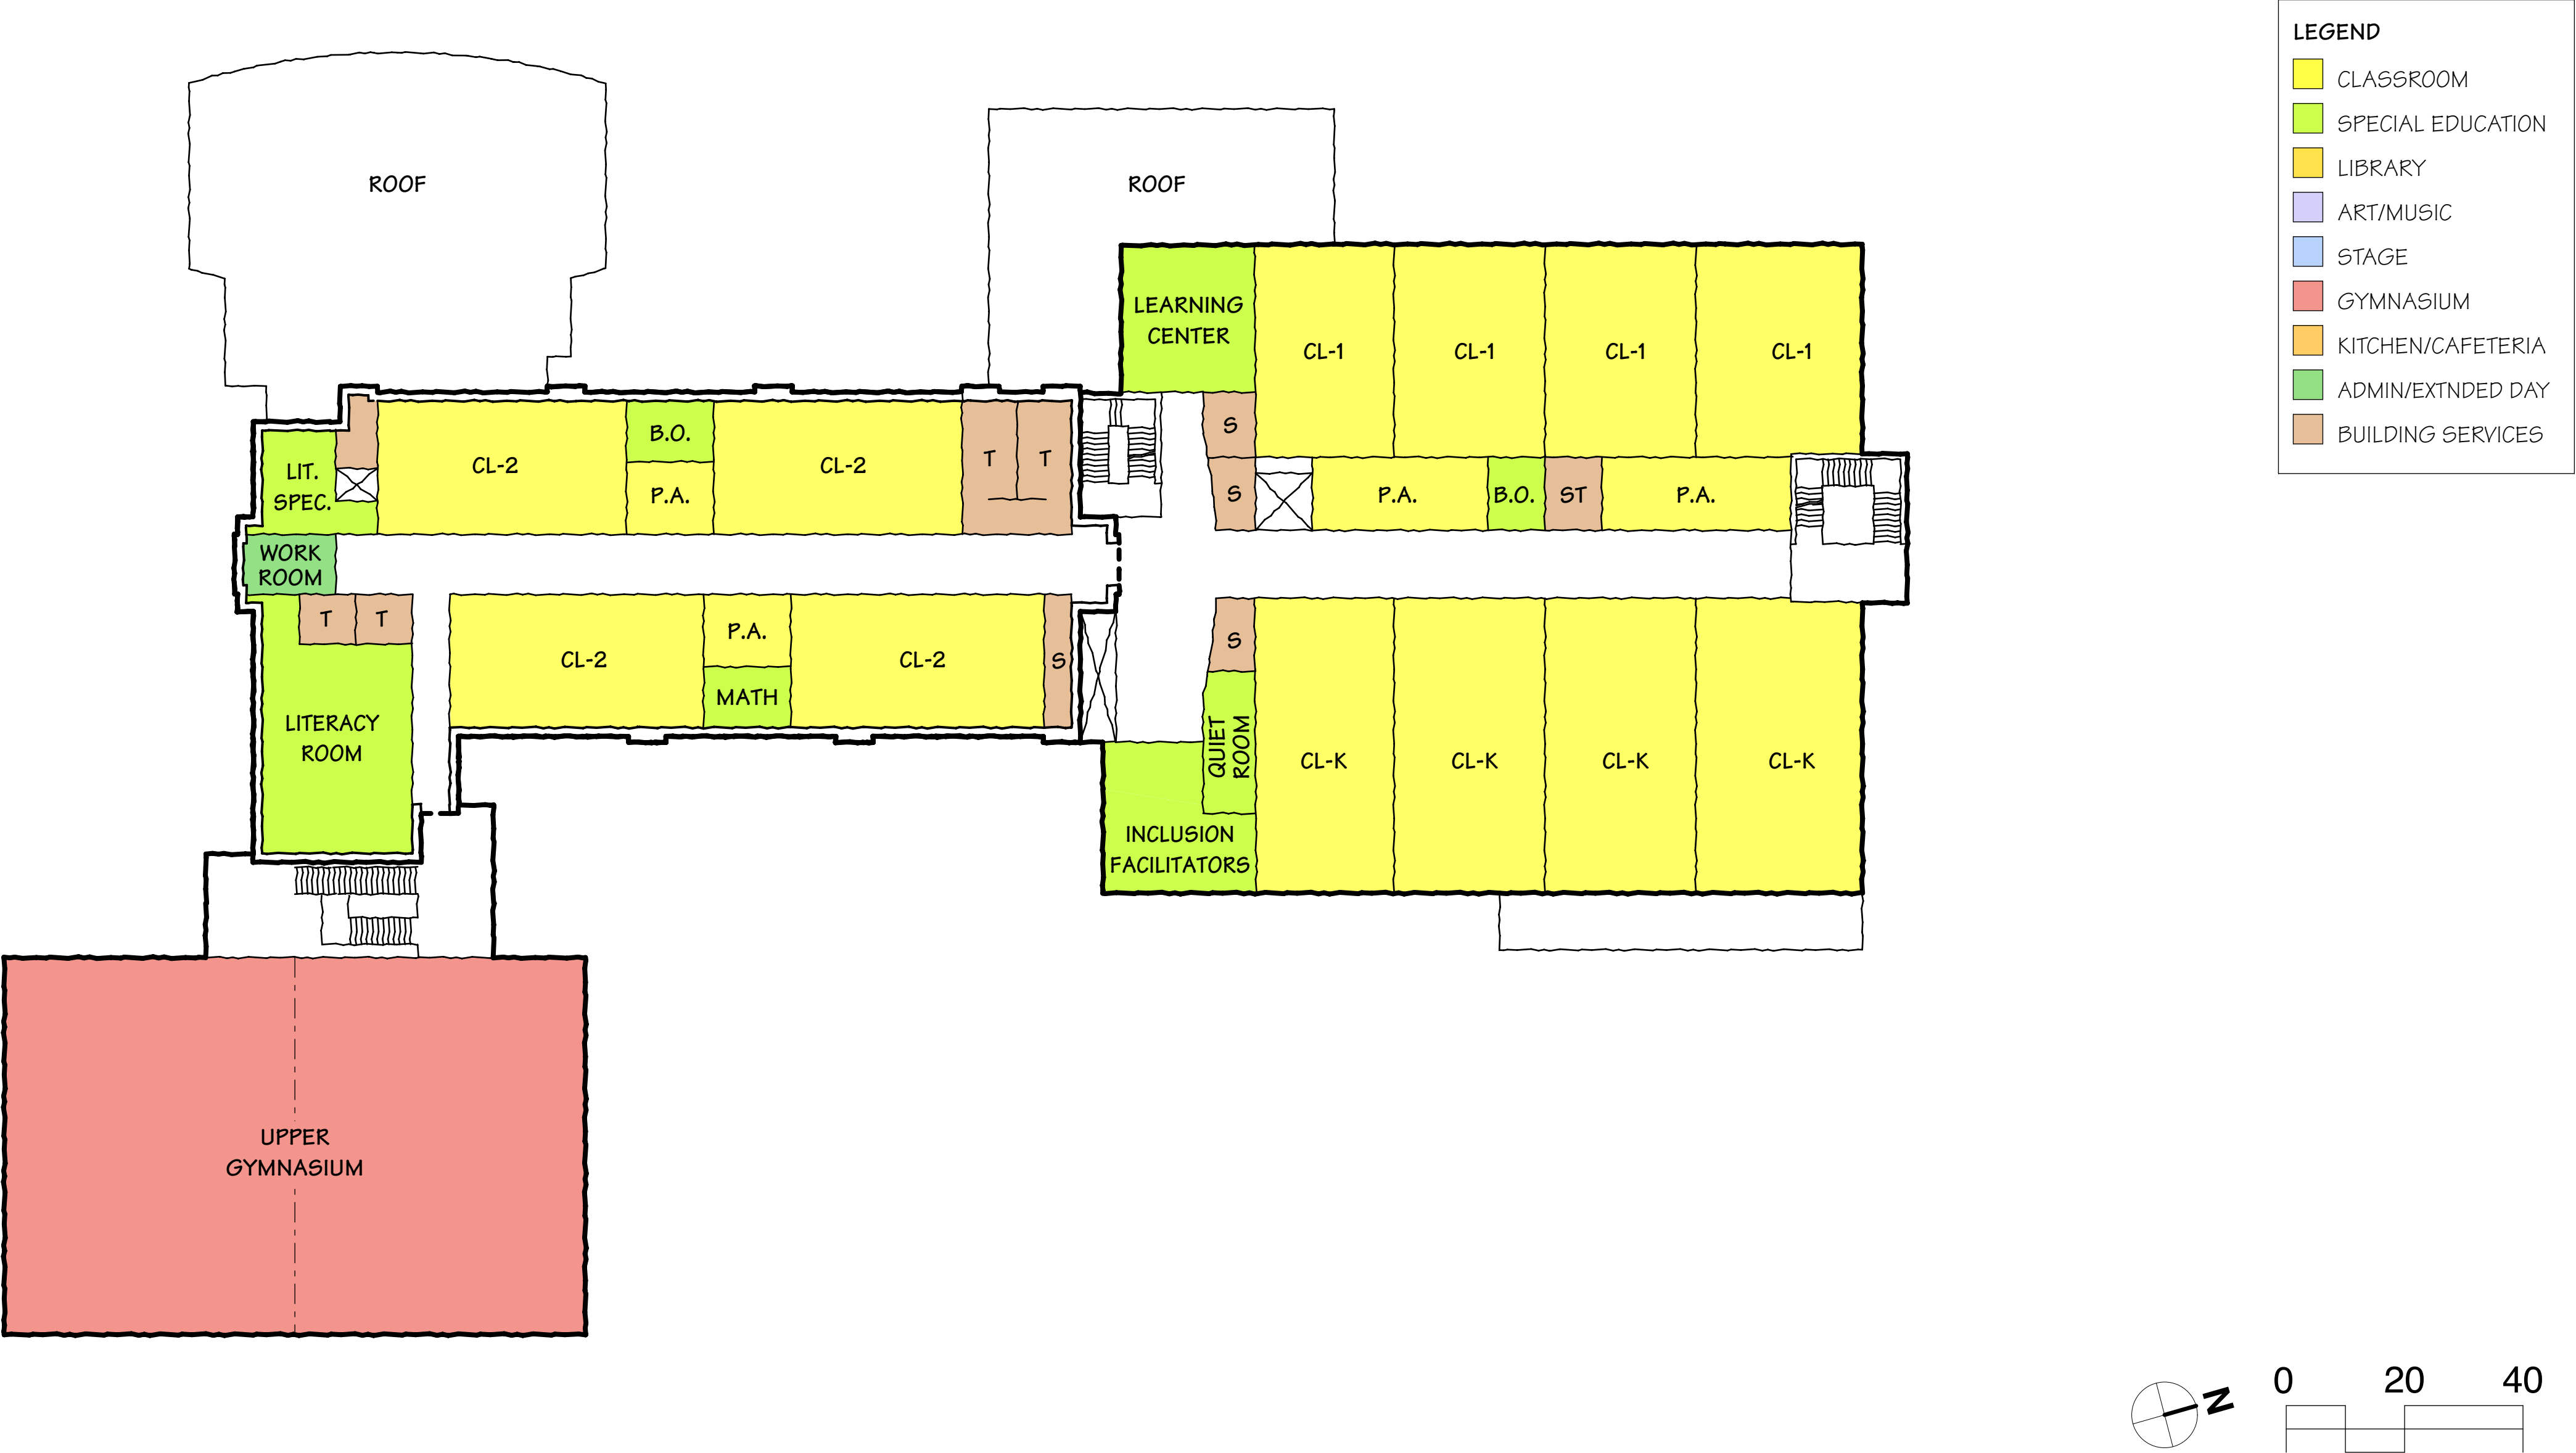 LEGEND
CLASSROOM
SPECIAL EDUCATION
LIBRARY
ART/MUSIC
STAGE
GYMNASIUM
KITCHEN/CAFETERIA
ADMIN/EXTNDED DAY
BUILDING SERVICES
ROOF
ROOF
LEARNING
CENTER
CL-1
CL-1
CL-1
CL-1
LIT.
SPEC.
CL-2
B.O.
P.A.
CL-2
T
T
S
S
P.A.
B.O.
ST
P.A.
WORK
ROOM
T
T
LITERACY
ROOM
CL-2
P.A.
MATH
CL-2
S
S
QUIET
ROOM
INCLUSION
FACILITATORS
CL-K
CL-K
CL-K
CL-K
UPPER
GYMNASIUM
N
0 20 40